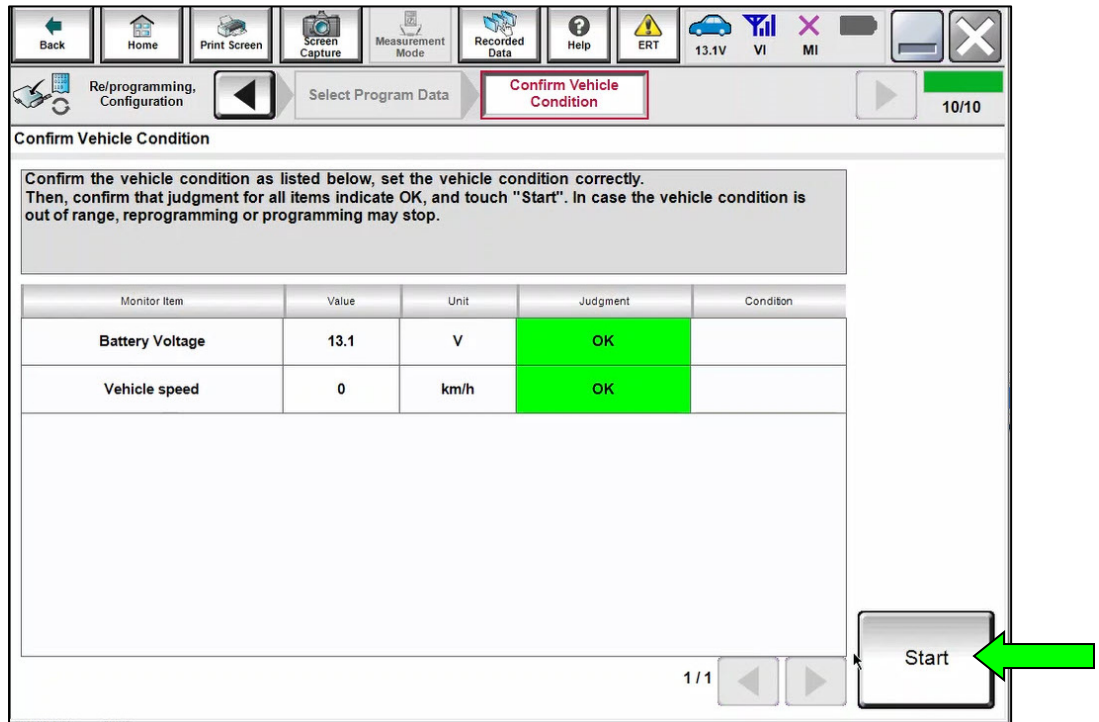 Back
Home
Print Screen
Screen
Capture
Measurement
Mode
Recorded
Data
Help
ERT
13.1V
VI
MI
Re/programming,
Configuration
Select Program Data
Confirm Vehicle
Condition
10/10
Confirm Vehicle Condition
Confirm the vehicle condition as listed below, set the vehicle condition correctly.
Then, confirm that judgment for all items indicate OK, and touch "Start". In case the vehicle condition is
out of range, reprogramming or programming may stop.
Monitor Item Value Unit Judgment Condition
Battery Voltage 13.1 V OK
Vehicle speed 0 km/h OK
Start
1/1